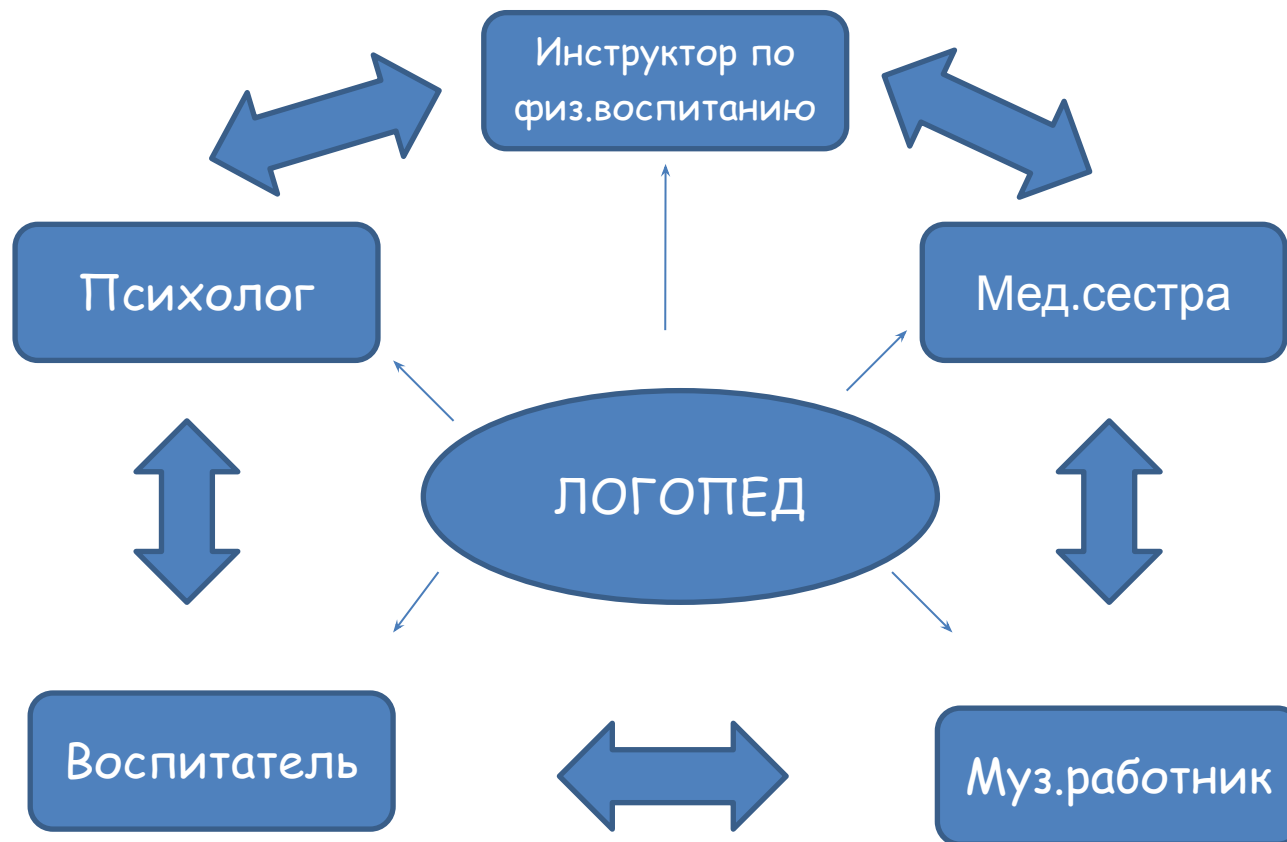 Инструктор по
физ.воспитанию
Психолог
Мед.сестра
ЛОГОПЕД
Воспитатель
Муз.работник